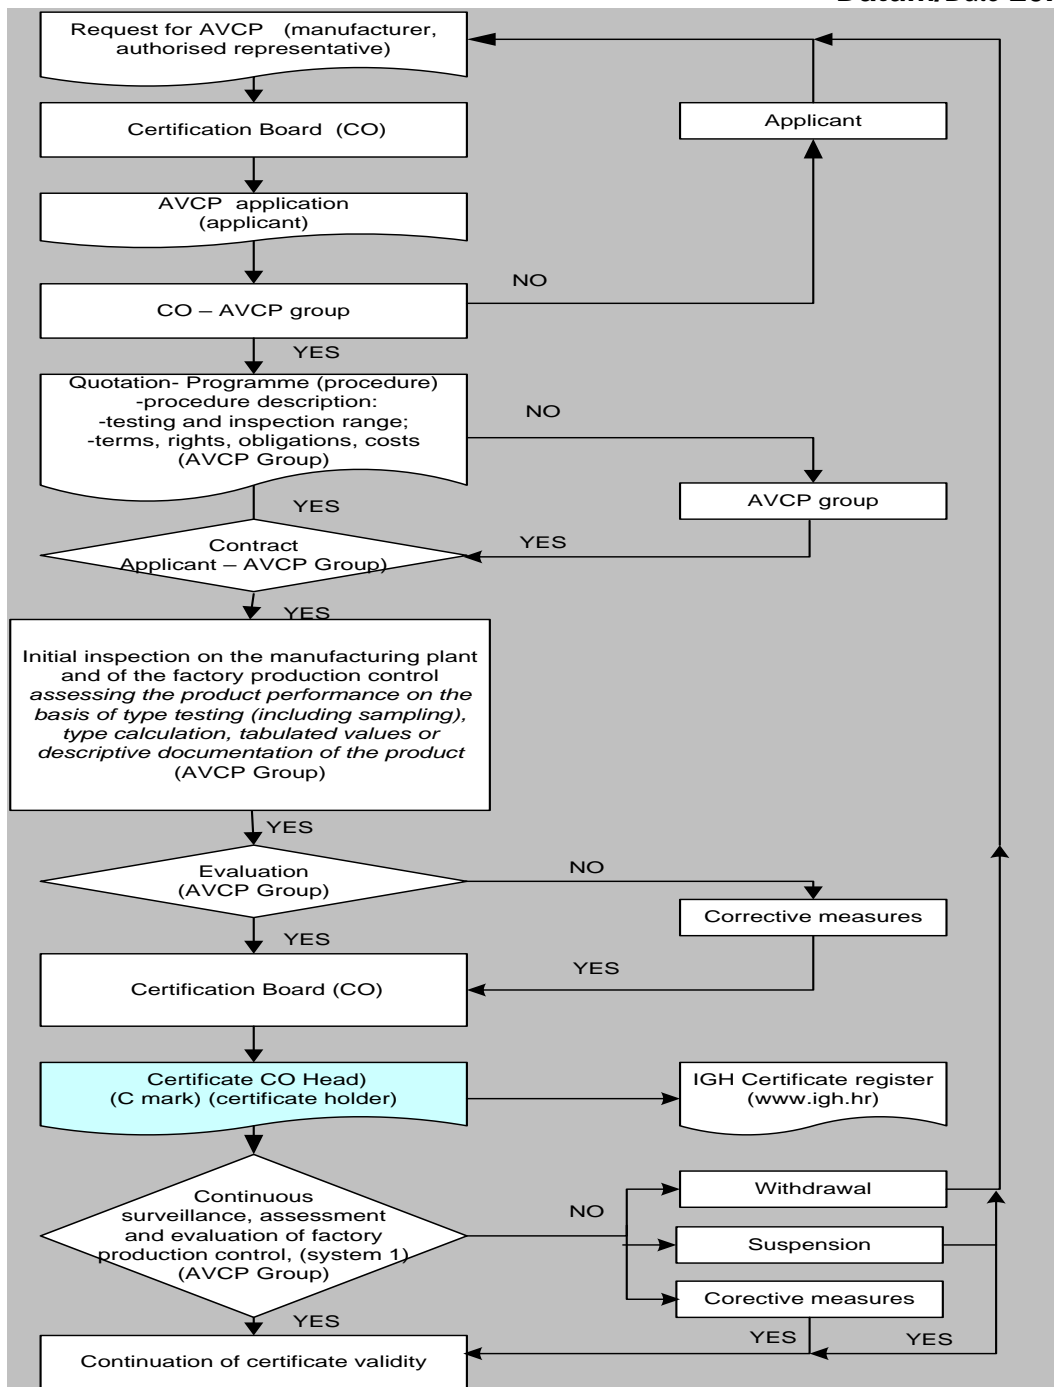 Request for AVCP (manufacturer,
authorised representative)
Certification Board (CO)
Applicant
AVCP application
(applicant)
NO
CO – AVCP group
YES
Quotation- Programme (procedure)
-procedure description:
-testing and inspection range;
-terms, rights, obligations, costs
(AVCP Group)
NO
YES
AVCP group
YES
Contract
Applicant – AVCP Group)
YES
Initial inspection on the manufacturing plant
and of the factory production control
assessing the product performance on the
basis of type testing (including sampling),
type calculation, tabulated values or
descriptive documentation of the product
(AVCP Group)
YES
Evaluation
(AVCP Group)
NO
Corrective measures
YES
YES
Certification Board (CO)
Certificate CO Head)
(C mark) (certificate holder)
IGH Certificate register
(www.igh.hr)
Continuous
surveillance, assessment
and evaluation of factory
production control, (system 1)
(AVCP Group)
NO
Withdrawal
Suspension
Corective measures
YES
YES
YES
Continuation of certificate validity